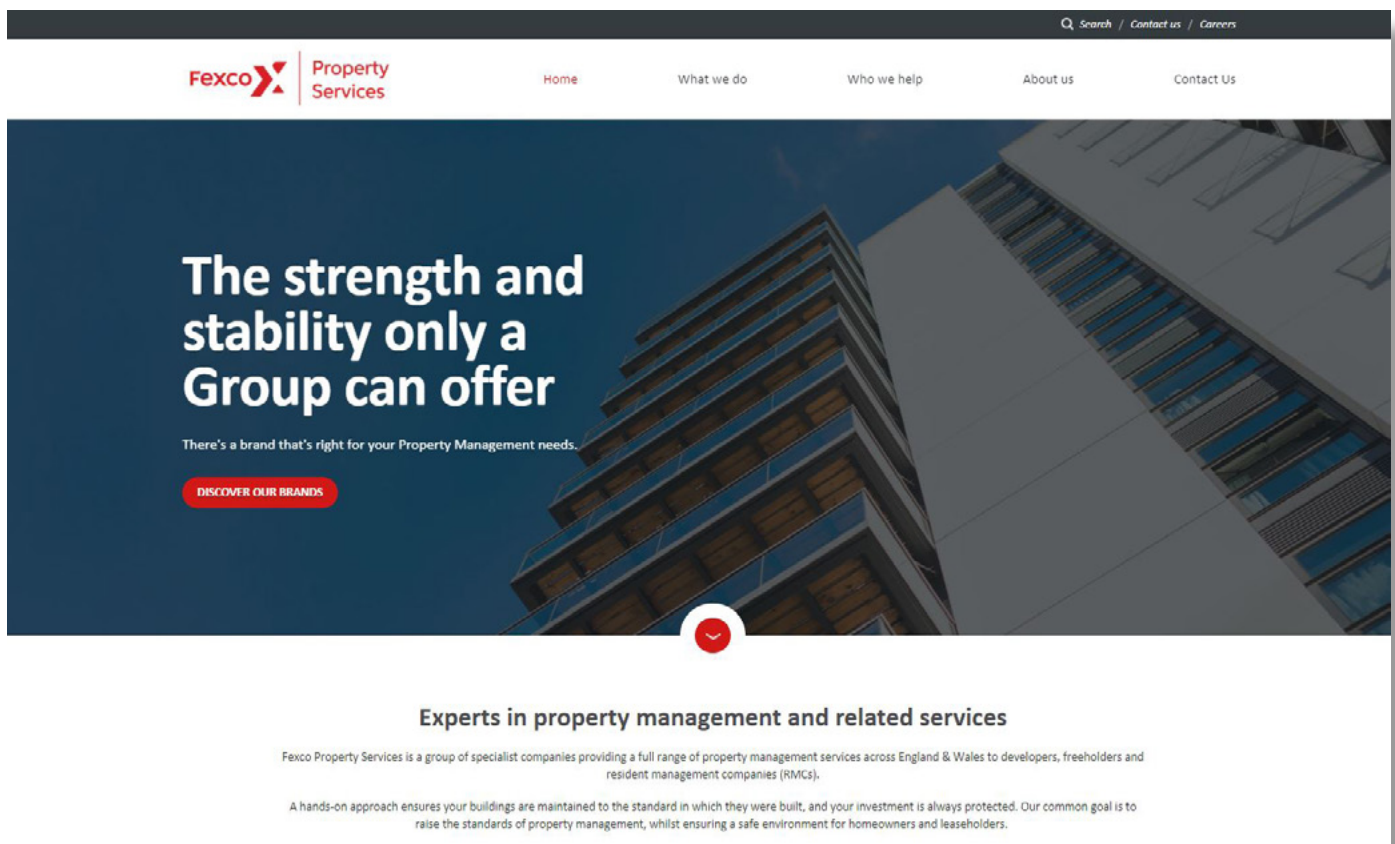 Search / Contact us / Careers
Fexco
Property
Services
Home
What we do
Who we help
About us
Contact Us
The strength and
stability only a
Group can offer
There's a brand that's right for your Property Management needs.
DISCOVER OUR BRANDS
Experts in property management and related services
Fexco Property Services is a group of specialist companies providing a full range of property management services across England & Wales to developers, freeholders and
resident management companies (RMCs).
A hands-on approach ensures your buildings are maintained to the standard in which they were built, and your investment is always protected. Our common goal is to
raise the standards of property management, whilst ensuring a safe environment for homeowners and leaseholders.